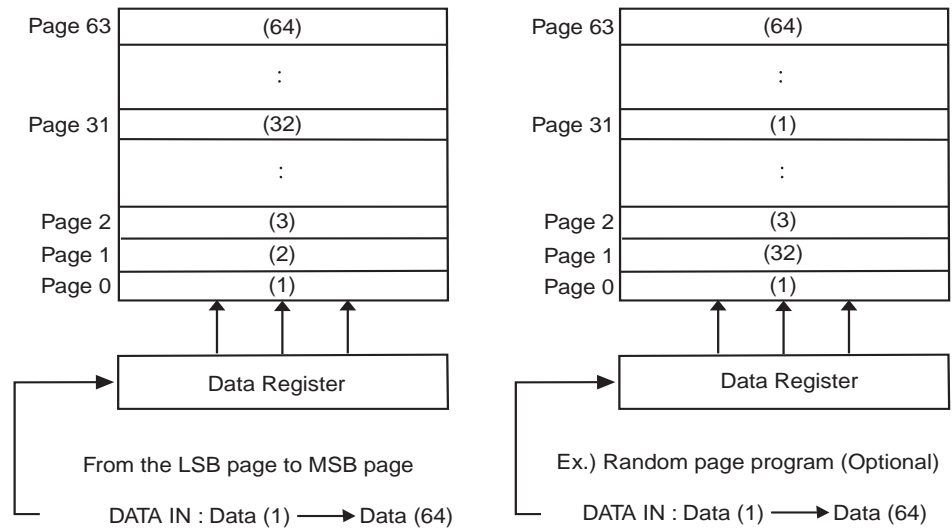 Page 63 (64)
:
Page 31 (32)
:
Page 2 (3)
Page 1 (2)
Page 0 (1)
Data Register
From the LSB page to MSB page
DATA IN : Data (1) → Data (64)
Page 63 (64)
:
Page 31 (1)
:
Page 2 (3)
Page 1 (32)
Page 0 (1)
Data Register
Ex.) Random page program (Optional)
DATA IN : Data (1) → Data (64)